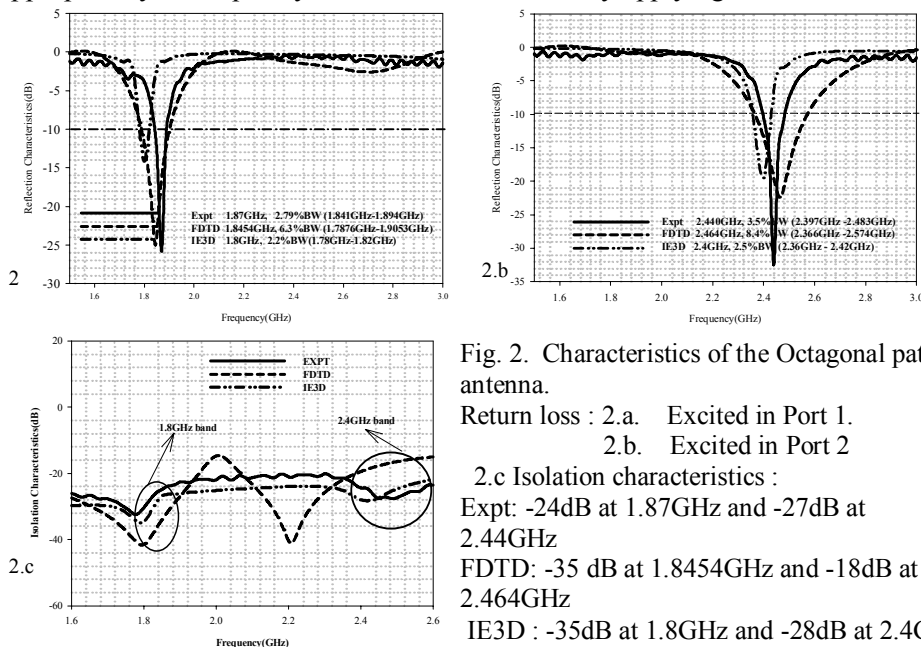 5
0
-5
-10
-15
-20
-25
-30
Reflection Characteristics(dB)
Expt 1.87GHz, 2.79%BW (1.841GHz-1.894GHz)
FDTD 1.8454GHz, 6.3%BW (1.7876GHz-1.9053GHz)
IE3D 1.8GHz, 2.2%BW(1.78GHz-1.82GHz)
1.6 1.8 2.0 2.2 2.4 2.6 2.8 3.0
Frequency(GHz)
2
5
0
-5
-10
-15
-20
-25
-30
-35
Reflection Characteristics(dB)
Expt 2.440GHz, 3.5%BW (2.397GHz -2.483GHz)
FDTD 2.464GHz, 8.4%BW (2.366GHz -2.574GHz)
IE3D 2.4GHz, 2.5%BW (2.36GHz - 2.42GHz)
1.6 1.8 2.0 2.2 2.4 2.6 2.8 3.0
Frequency(GHz)
2.b
20
0
-20
-40
-60
Isolation Characteristics(dB)
EXPT
FDTD
IE3D
1.8GHz band
2.4GHz band
1.6 1.8 2.0 2.2 2.4 2.6
Frequency(GHz)
2.c
Fig. 2. Characteristics of the Octagonal pat
antenna.
Return loss : 2.a. Excited in Port 1.
2.b. Excited in Port 2
2.c Isolation characteristics :
Expt: -24dB at 1.87GHz and -27dB at
2.44GHz
FDTD: -35 dB at 1.8454GHz and -18dB at
2.464GHz
IE3D : -35dB at 1.8GHz and -28dB at 2.4G